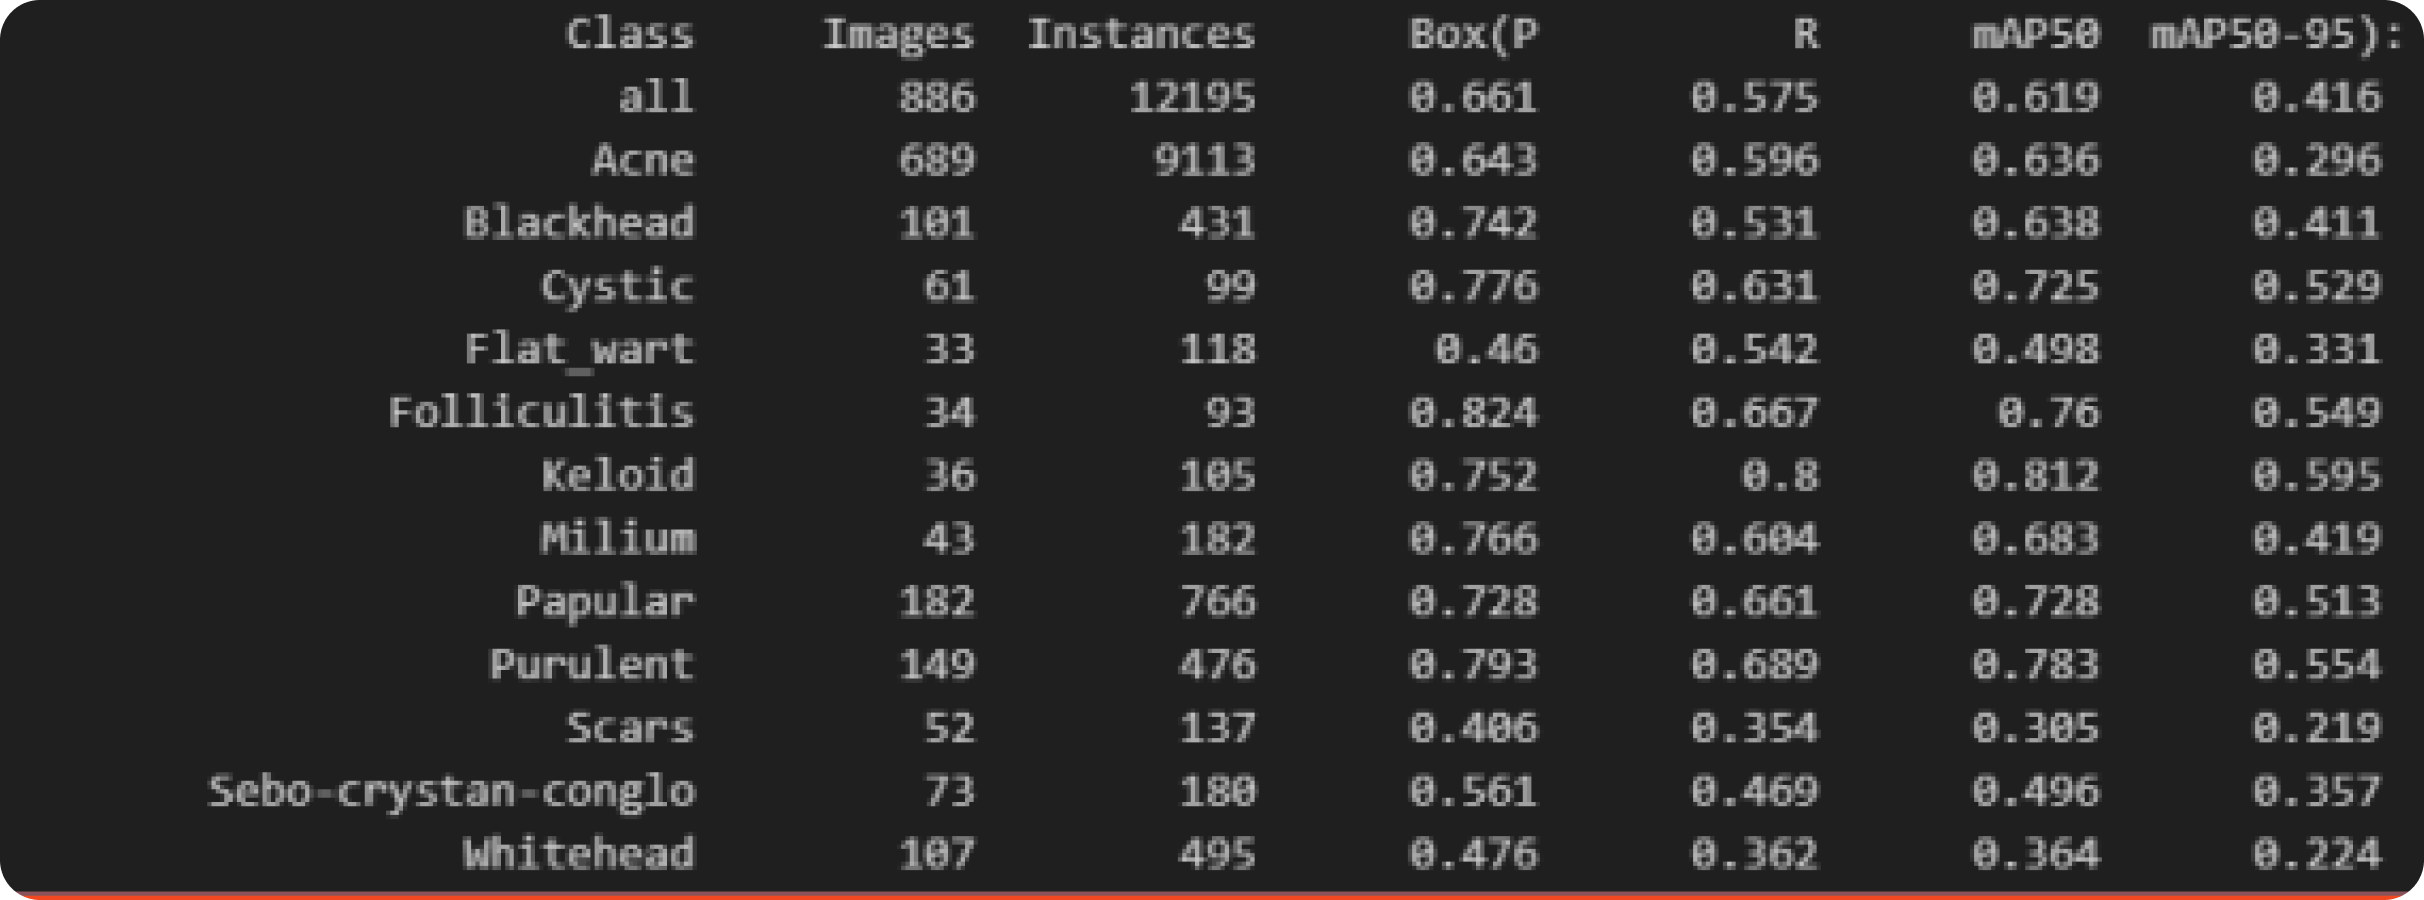 Class Images Instances Box(P R mAP50 mAP50-95):
all 886 12195 0.661 0.575 0.619 0.416
Acne 689 9113 0.643 0.596 0.636 0.296
Blackhead 101 431 0.742 0.531 0.638 0.411
Cystic 61 99 0.776 0.631 0.725 0.529
Flat_wart 33 118 0.46 0.542 0.498 0.331
Folliculitis 34 93 0.824 0.667 0.76 0.549
Keloid 36 105 0.752 0.8 0.812 0.595
Milium 43 182 0.766 0.604 0.683 0.419
Papular 182 766 0.728 0.661 0.728 0.513
Purulent 149 476 0.793 0.689 0.783 0.554
Scars 52 137 0.406 0.354 0.305 0.219
Sebo-crystan-conglo 73 180 0.561 0.469 0.496 0.357
Whitehead 107 495 0.476 0.362 0.364 0.224